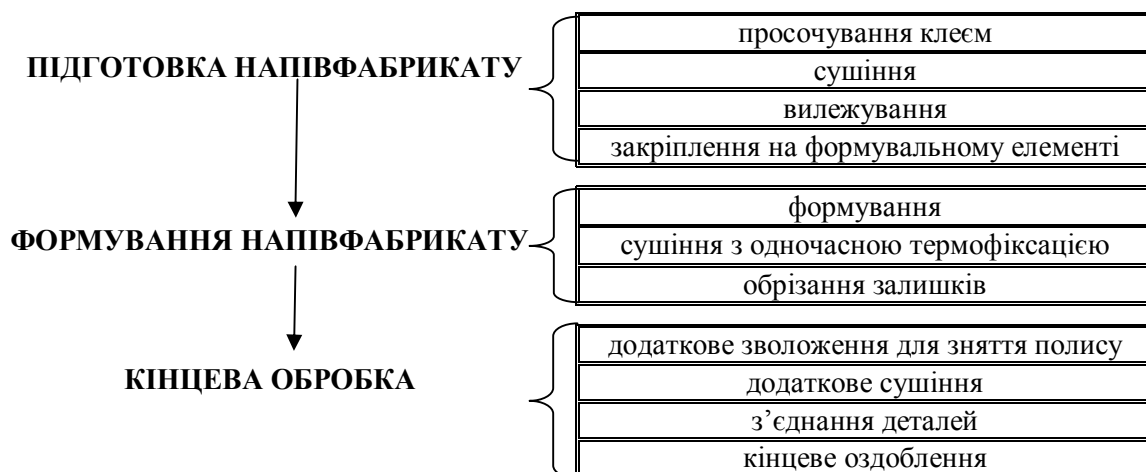 ПІДГОТОВКА НАПІВФАБРИКАТУ
просочування клеєм
сушіння
вилежування
закріплення на формувальному елементі
ФОРМУВАННЯ НАПІВФАБРИКАТУ
формування
сушіння з одночасною термофіксацією
обрізання залишків
КІНЦЕВА ОБРОБКА
додаткове зволоження для зняття полису
додаткове сушіння
з’єднання деталей
кінцеве оздоблення